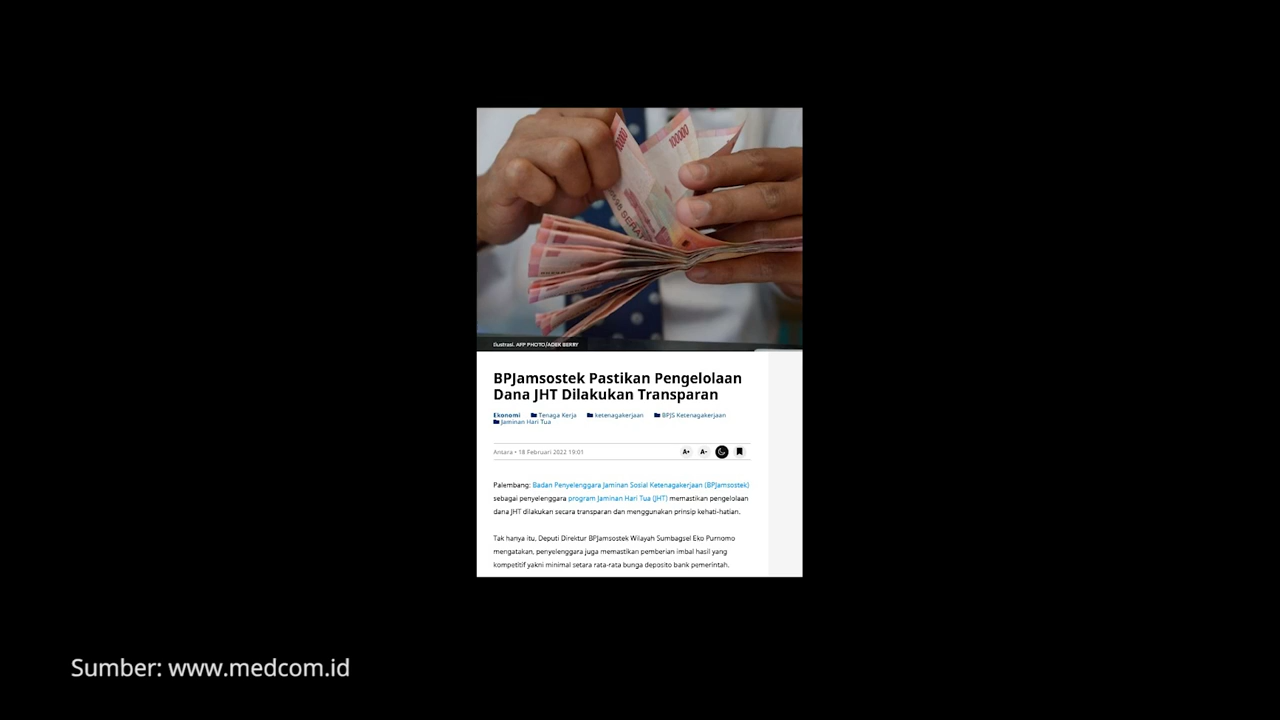 100000
100000
Ilustrasi. AFP PHOTO/ADEK BERRY
BPJamsostek Pastikan Pengelolaan
Dana JHT Dilakukan Transparan
Ekonomi Tenaga Kerja ketenagakerjaan BPJS Ketenagakerjaan
Jaminan Hari Tua
Antara • 18 Februari 2022 19:01 A+ A-
Palembang: Badan Penyelenggara Jaminan Sosial Ketenagakerjaan (BPJamsostek)
sebagai penyelenggara program Jaminan Hari Tua (JHT) memastikan pengelolaan
dana JHT dilakukan secara transparan dan menggunakan prinsip kehati-hatian.
Tak hanya itu, Deputi Direktur BPJamsostek Wilayah Sumbagsel Eko Purnomo
mengatakan, penyelenggara juga memastikan pemberian imbal hasil yang
kompetitif yakni minimal setara rata-rata bunga deposito bank pemerintah.
Sumber: www.medcom.id